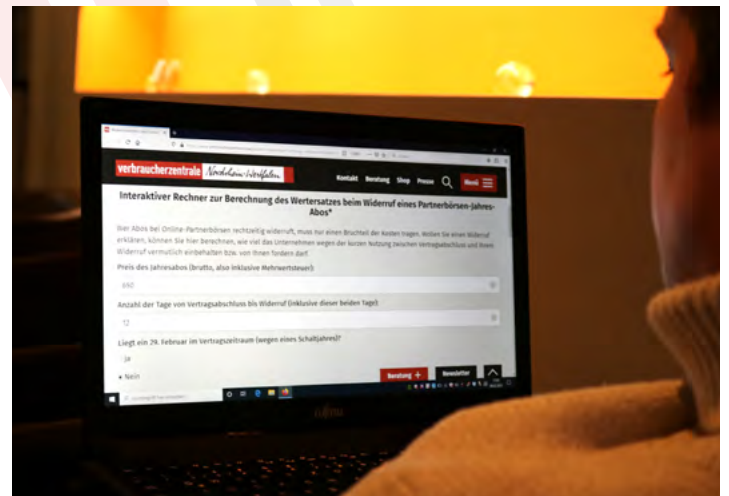 verbraucherzentrale Nordrhein-Westfalen
Kontakt Beratung Shop Presse Menü
Interaktiver Rechner zur Berechnung des Wertersatzes beim Widerruf eines Partnerbörsen-Jahres-
Abos*
Wer Abos bei Online-Partnerbörsen rechtzeitig widerruft, muss nur einen Bruchteil der Kosten tragen. Wollen Sie einen Widerruf
erklären, können Sie hier berechnen, wie viel das Unternehmen wegen der kurzen Nutzung zwischen Vertragsabschluss und Ihrem
Widerruf vermutlich einbehalten bzw. von Ihnen fordern darf.
Preis des Jahresabos (brutto, also inklusive Mehrwertsteuer):
Anzahl der Tage von Vertragsabschluss bis Widerruf (inklusive dieser beiden Tage):
12
Liegt ein 29. Februar im Vertragszeitraum (wegen eines Schaltjahres)?
Ja
Nein
Beratung +
Newsletter
FUJITSU